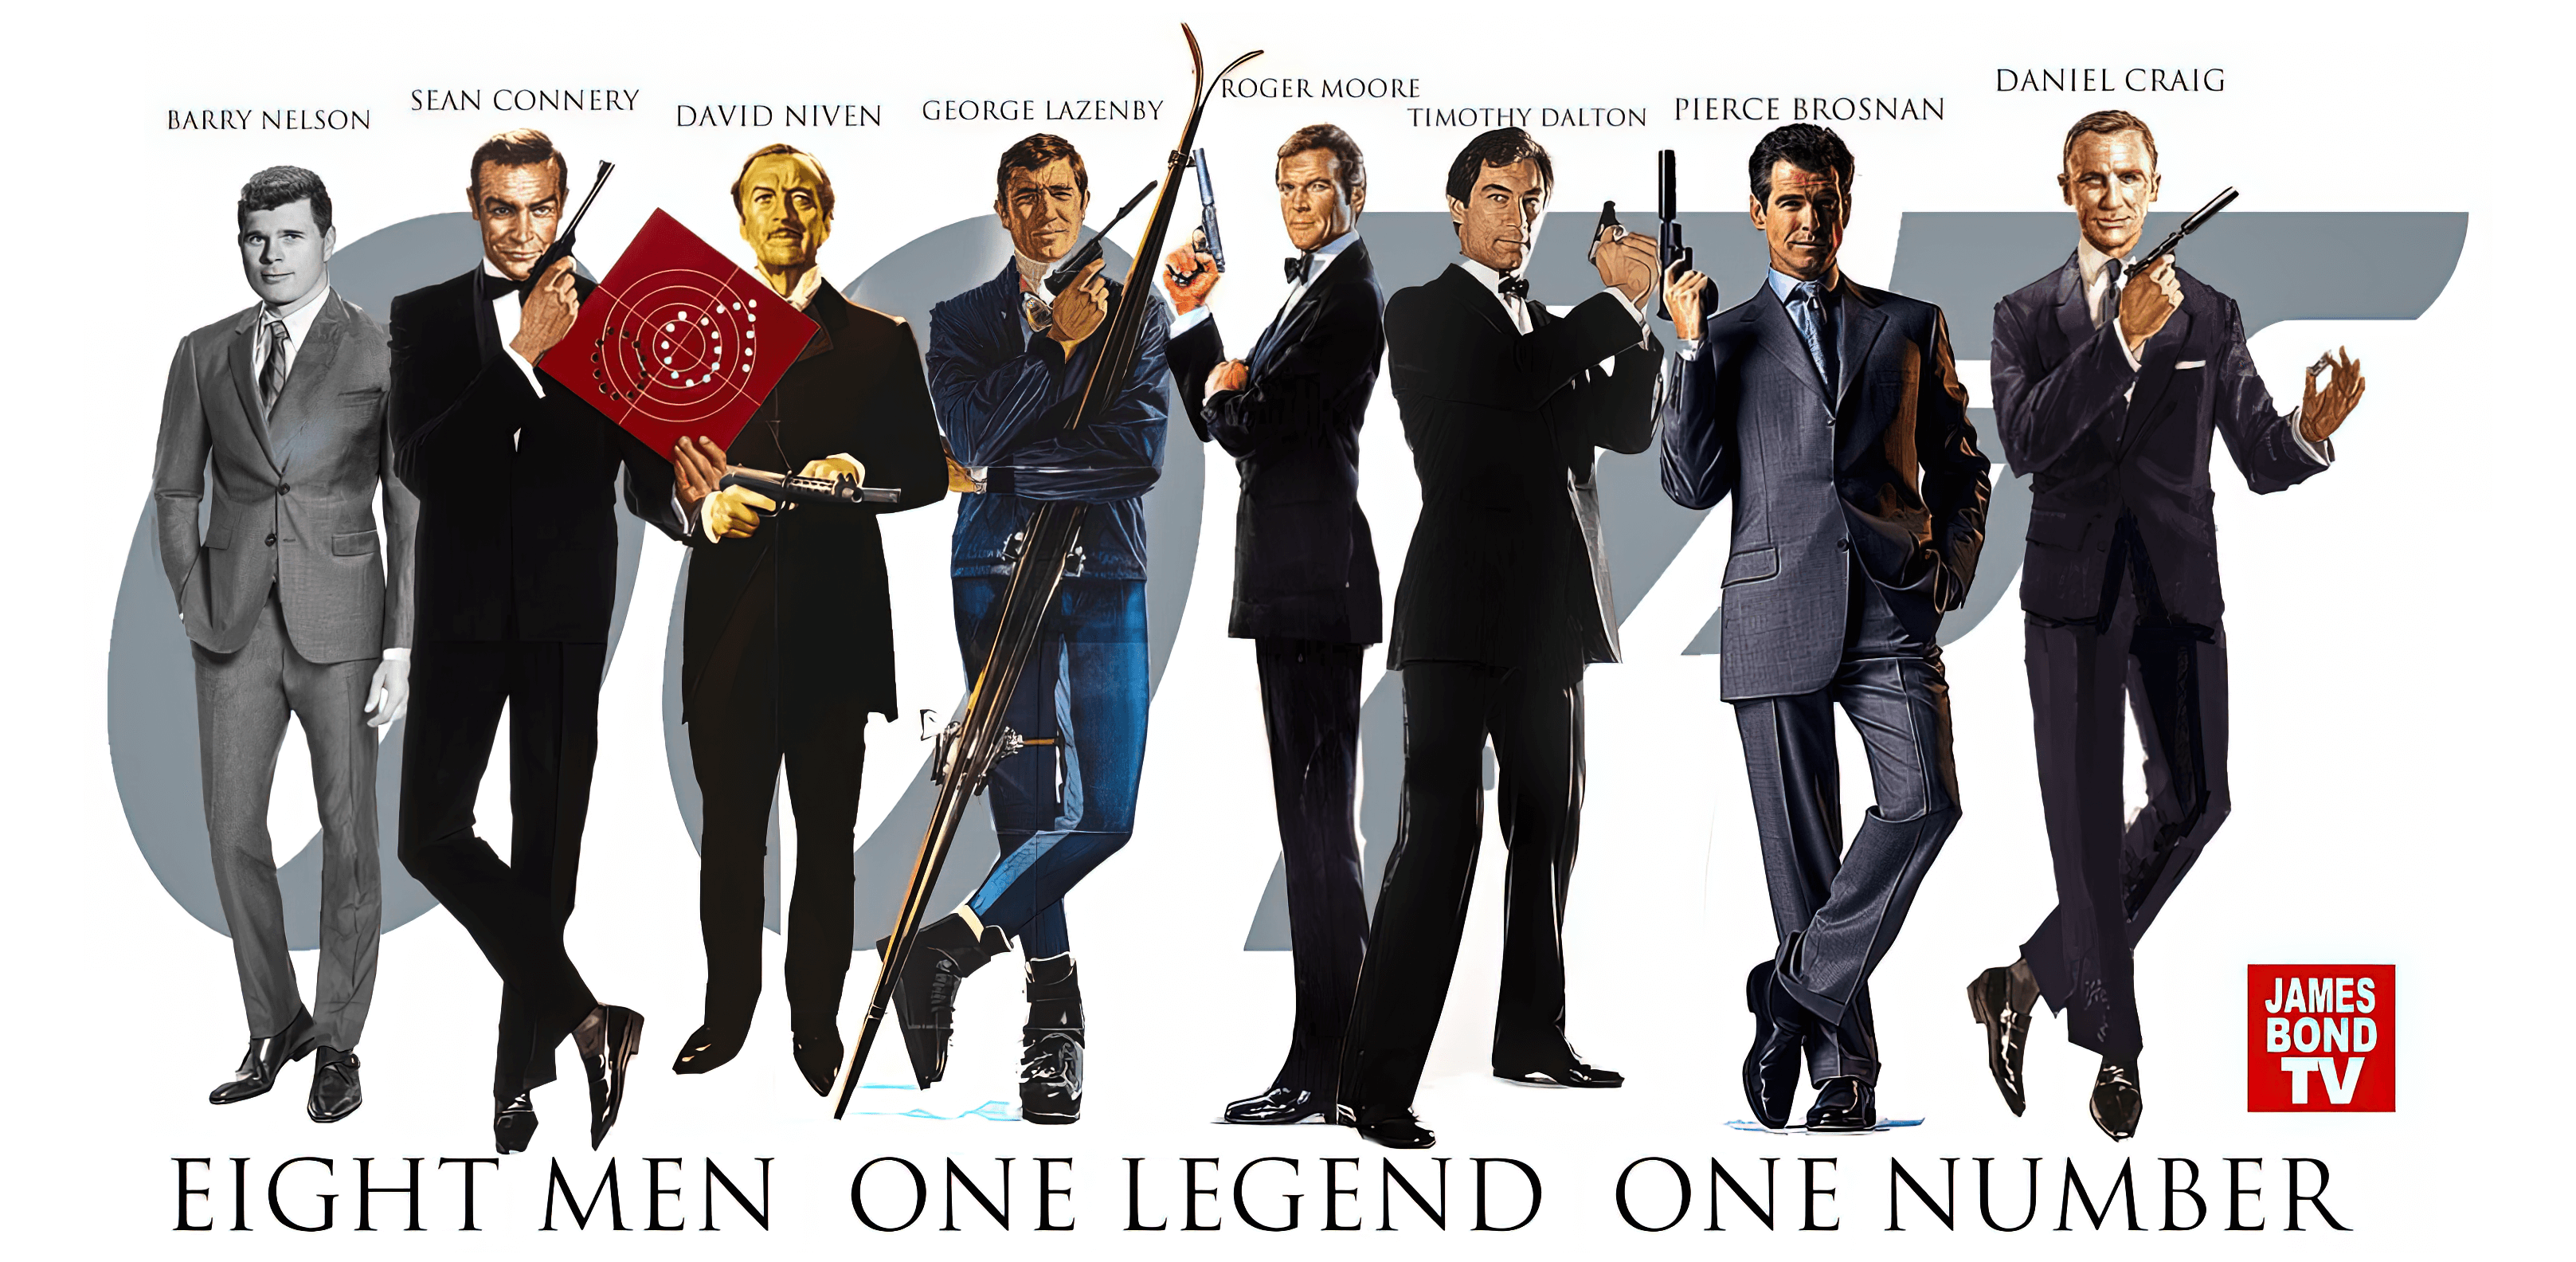 BARRY NELSON
SEAN CONNERY
DAVID NIVEN
GEORGE LAZENBY
ROGER MOORE
TIMOTHY DALTON
PIERCE BROSNAN
DANIEL CRAIG
007
JAMES
BOND
TV
EIGHT MEN ONE LEGEND ONE NUMBER